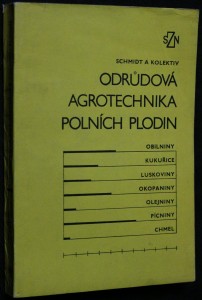 SZN
SCHMIDT A KOLEKTIV
ODRŮDOVÁ
AGROTECHNIKA
POLNÍCH PLODIN
OBILNINY
KUKUŘICE
LUSKOVINY
OKOPANINY
OLEJNINY
PÍCNINY
CHMEL